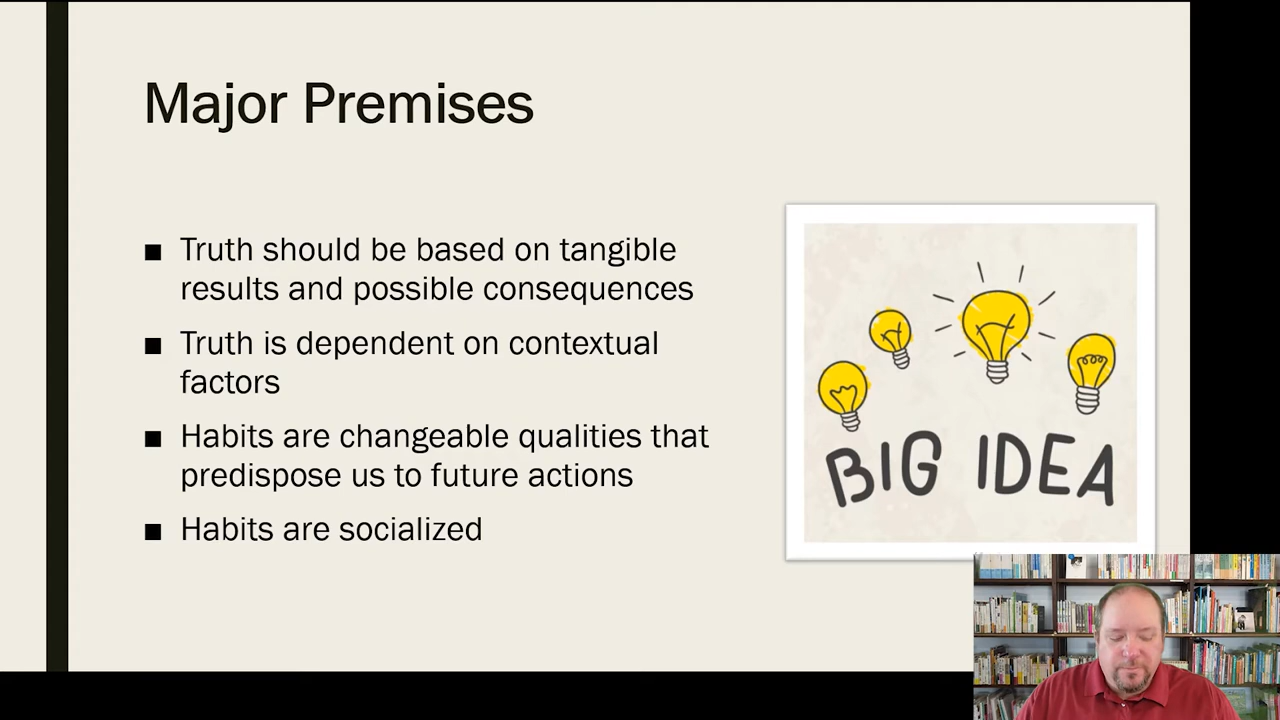 Major Premises
■ Truth should be based on tangible
results and possible consequences
■ Truth is dependent on contextual
factors
■ Habits are changeable qualities that
predispose us to future actions
■ Habits are socialized
BIG IDEA